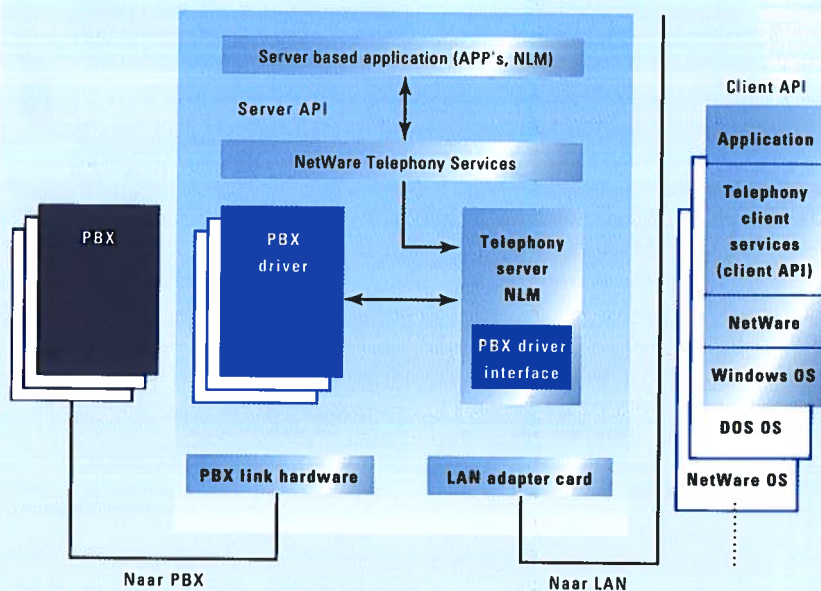 Server based application (APP's, NLM)
Server API
NetWare Telephony Services
PBX
PBX
driver
Telephony
server
NLM
PBX driver
interface
PBX link hardware
LAN adapter card
Naar PBX
Naar LAN
Client API
Application
Telephony
client
services
(client API)
NetWare
Windows OS
DOS OS
NetWare OS